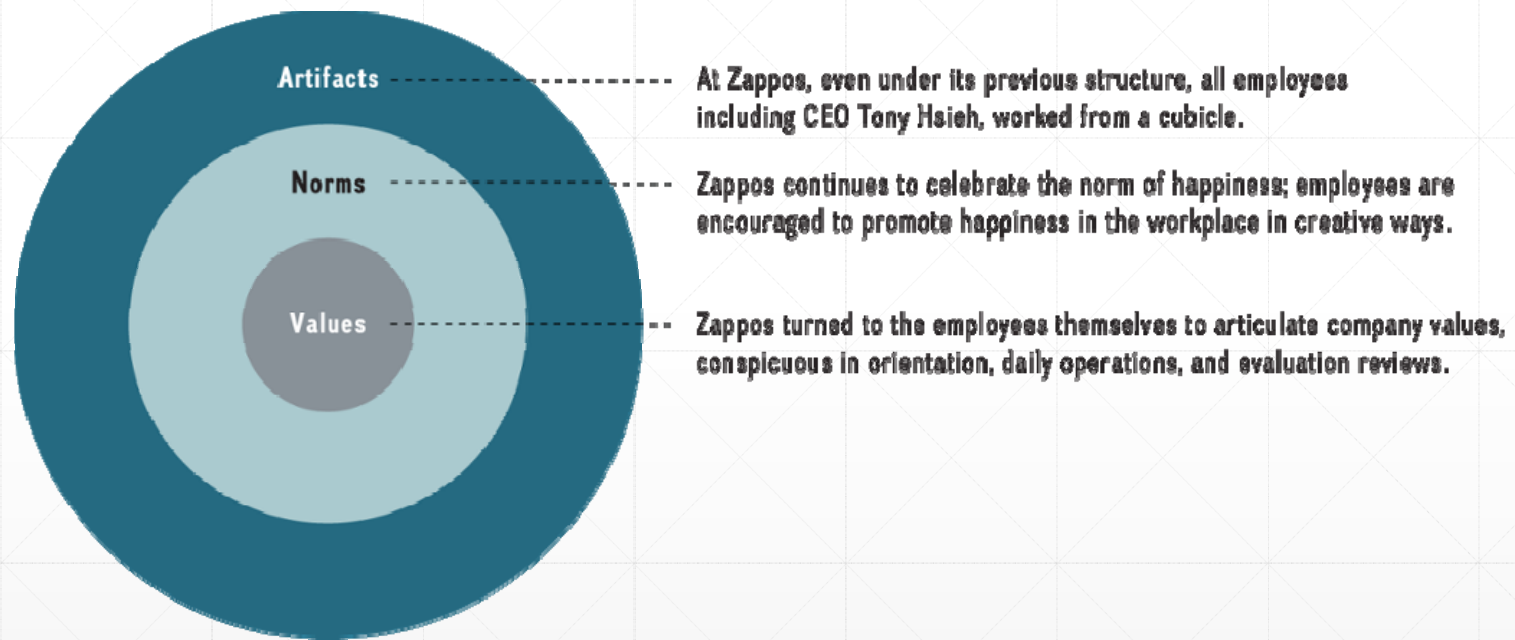 Artifacts
At Zappos, even under its previous structure, all employees
including CEO Tony Hsieh, worked from a cubicle.
Norms
Zappos continues to celebrate the norm of happiness; employees are
encouraged to promote happiness in the workplace in creative ways.
Values
Zappos turned to the employees themselves to articulate company values,
conspicuous in orientation, daily operations, and evaluation reviews.